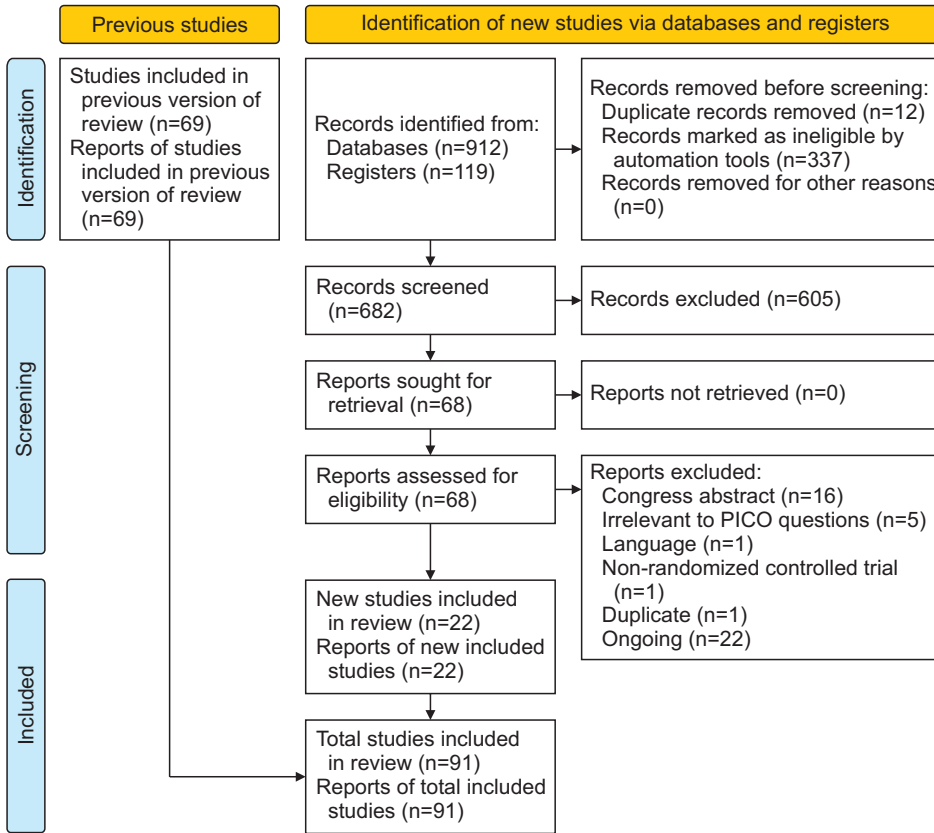 Previous studies
Identification of new studies via databases and registers
Identification
Studies included in
previous version of
review (n=69)
Reports of studies
included in previous
version of review
(n=69)
Records identified from:
Databases (n=912)
Registers (n=119)
Records removed before screening:
Duplicate records removed (n=12)
Records marked as ineligible by
automation tools (n=337)
Records removed for other reasons
(n=0)
Screening
Records screened
(n=682)
Records excluded (n=605)
Reports sought for
retrieval (n=68)
Reports not retrieved (n=0)
Reports assessed for
eligibility (n=68)
Reports excluded:
Congress abstract (n=16)
Irrelevant to PICO questions (n=5)
Language (n=1)
Non-randomized controlled trial
(n=1)
Duplicate (n=1)
Ongoing (n=22)
Included
New studies included
in review (n=22)
Reports of new included
studies (n=22)
Total studies included
in review (n=91)
Reports of total included
studies (n=91)